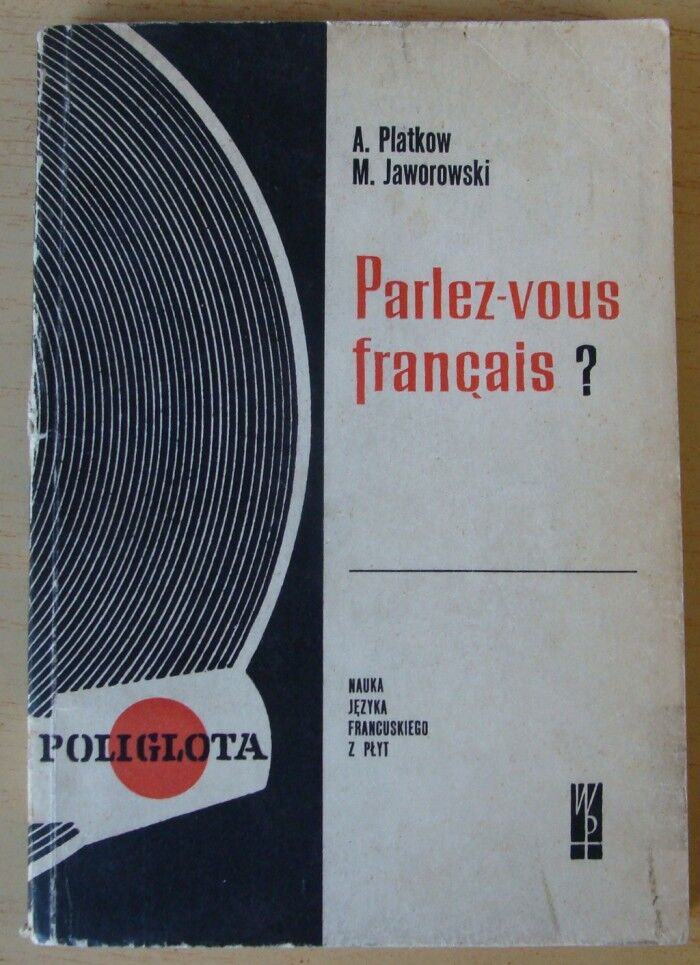 A. Platkow
M. Jaworowski
Parlez-vous
français ?
NAUKA
JĘZYKA
FRANCUSKIEGO
Z PŁYT
POLIGLOTA
WP